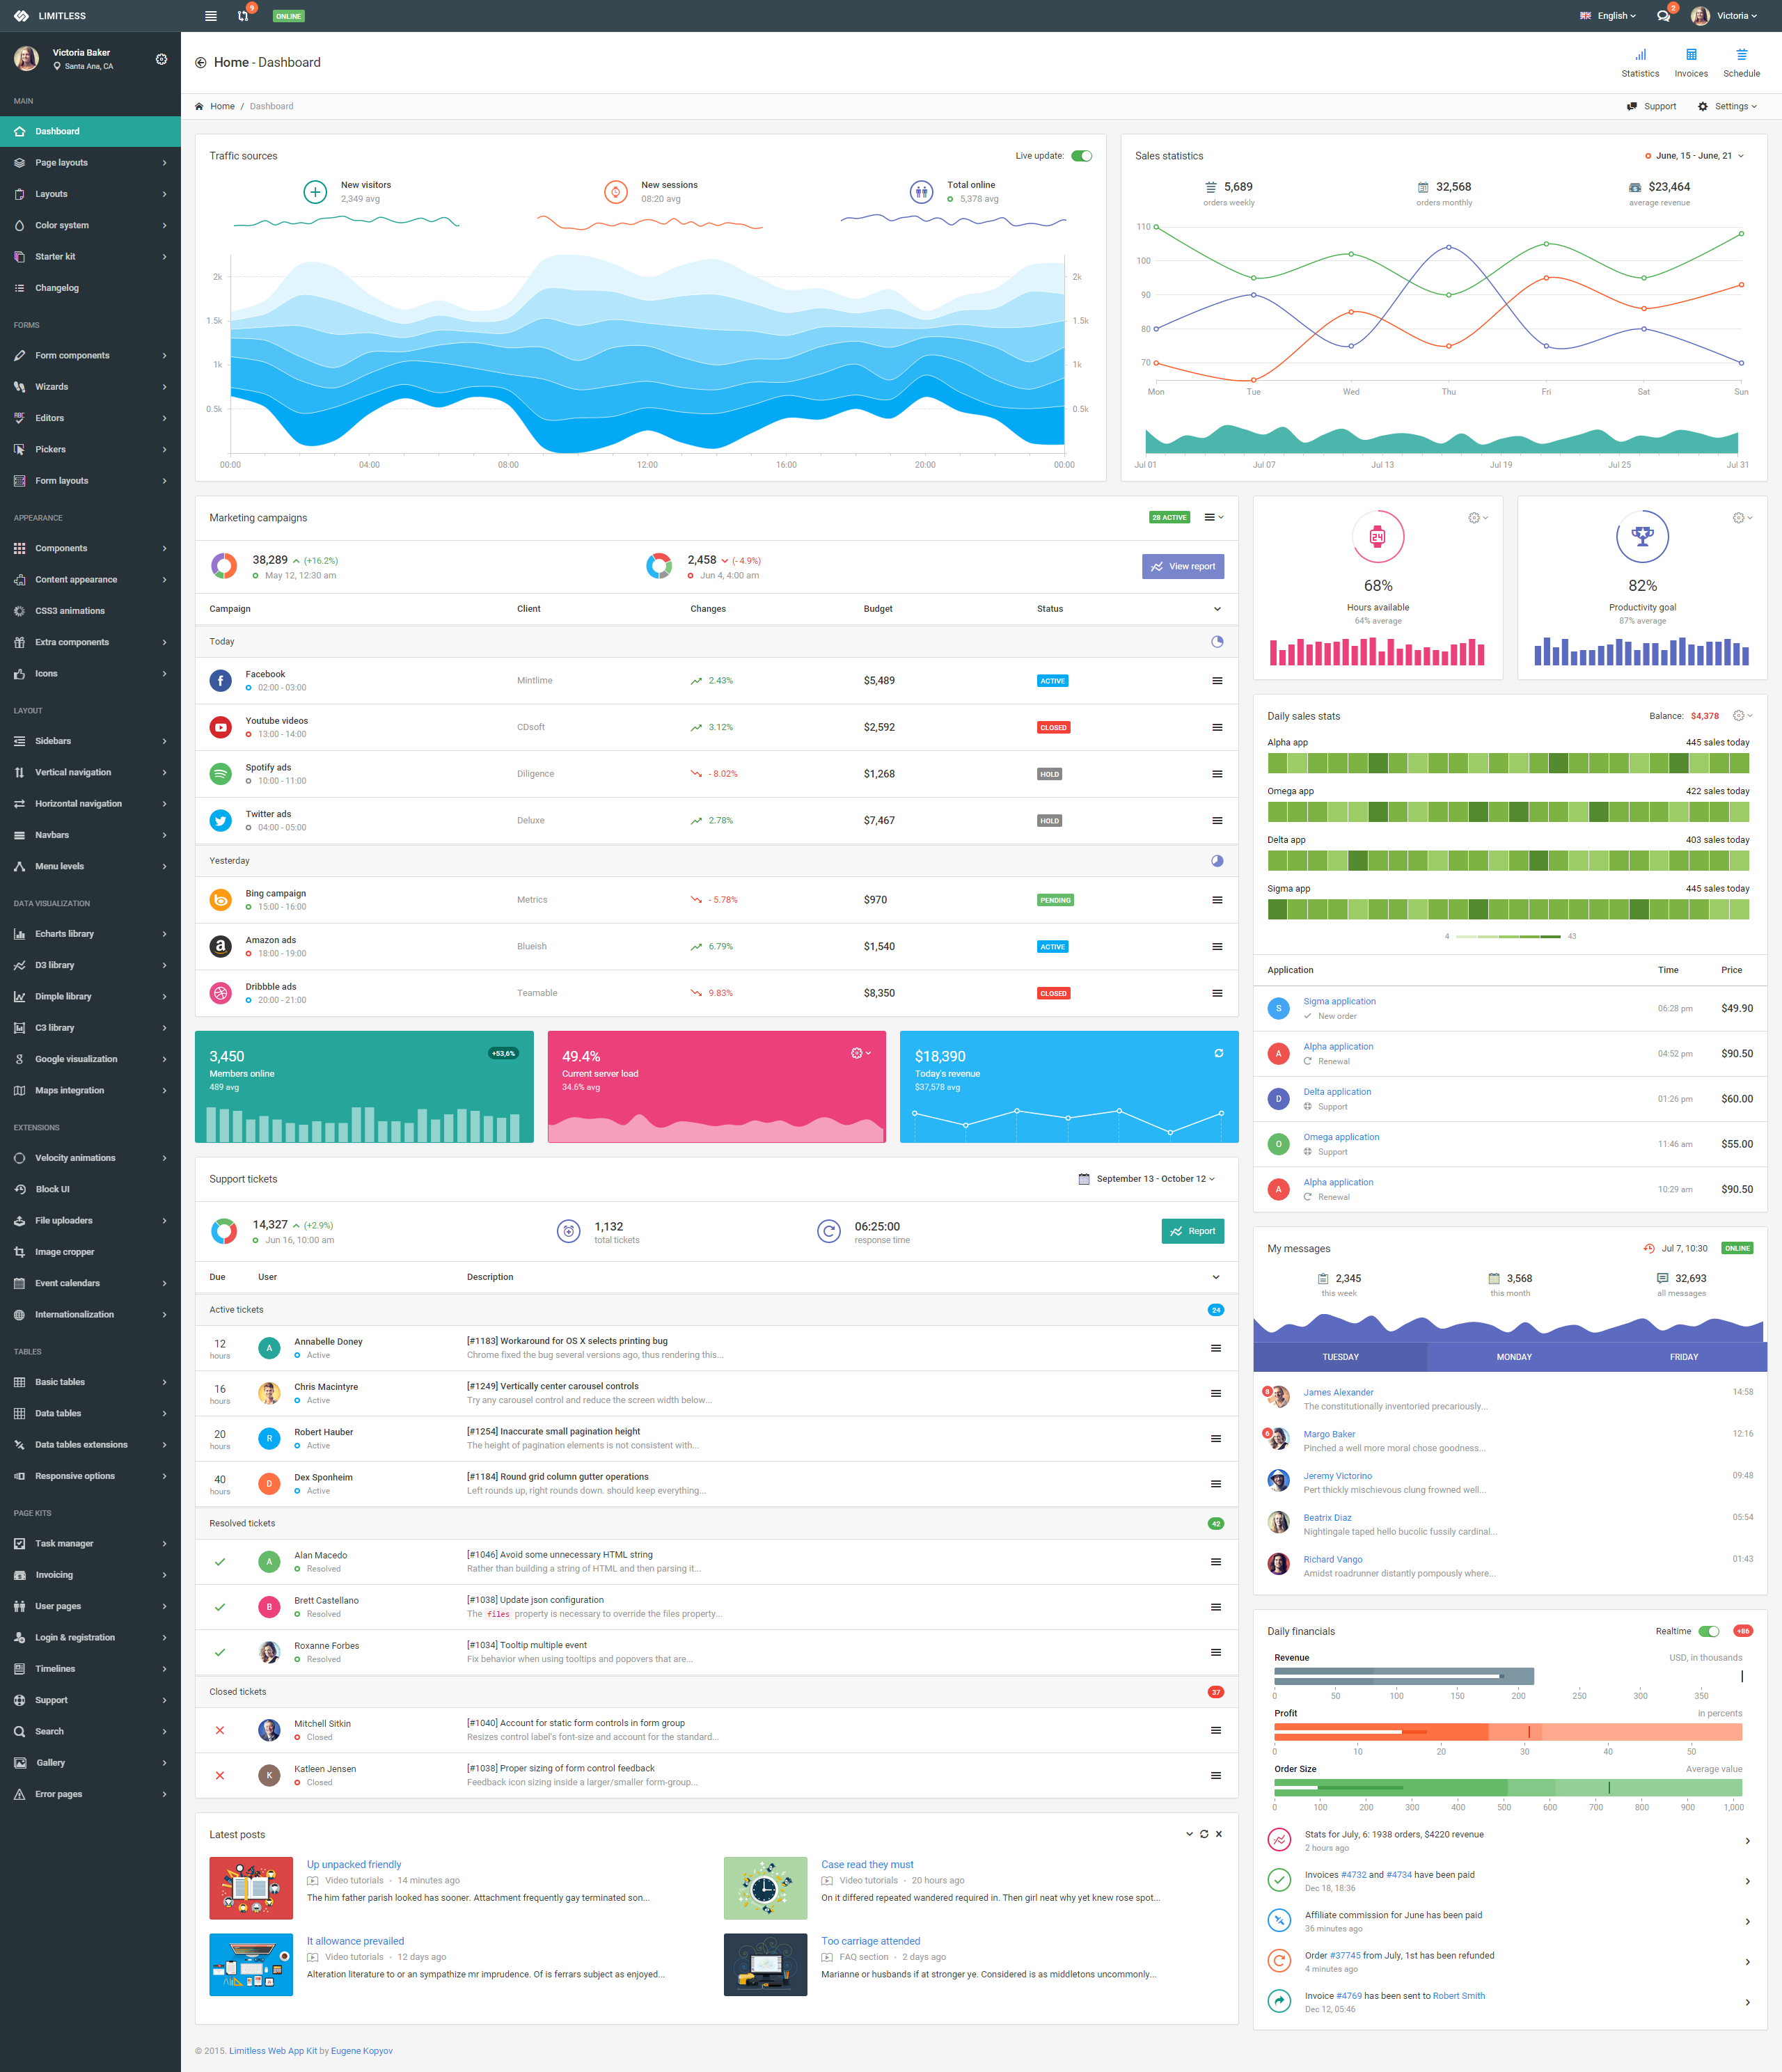 LIMITLESS
9
ONLINE
English
2
Victoria
Victoria Baker
Santa Ana, CA
MAIN
Dashboard
Page layouts
Layouts
Color system
Starter kit
Changelog
FORMS
Form components
Wizards
Editors
Pickers
Form layouts
APPEARANCE
Components
Content appearance
CSS3 animations
Extra components
Icons
LAYOUT
Sidebars
Vertical navigation
Horizontal navigation
Navbars
Menu levels
DATA VISUALIZATION
Echarts library
D3 library
Dimple library
C3 library
Google visualization
Maps integration
EXTENSIONS
Velocity animations
Block UI
File uploaders
Image cropper
Event calendars
Internationalization
TABLES
Basic tables
Data tables
Data tables extensions
Responsive options
PAGE KITS
Task manager
Invoicing
User pages
Login & registration
Timelines
Support
Search
Gallery
Error pages
Home - Dashboard
Statistics
Invoices
Schedule
Home / Dashboard
Support
Settings
Traffic sources
Live update:
New visitors
2,349 avg
New sessions
08:20 avg
Total online
5,378 avg
2k
1.5k
1k
0.5k
2k
1.5k
1k
0.5k
00:00 04:00 08:00 12:00 16:00 20:00 00:00
Sales statistics
June, 15 - June, 21
5,689
orders weekly
32,568
orders monthly
$23,464
average revenue
110
100
90
80
70
Mon Tue Wed Thu Fri Sat Sun
Jul 01 Jul 07 Jul 13 Jul 19 Jul 25 Jul 31
Marketing campaigns
28 ACTIVE
38,289 (+16.2%)
May 12, 12:30 am
2,458 (- 4.9%)
Jun 4, 4:00 am
View report
Campaign Client Changes Budget Status
Today
Facebook
02:00 - 03:00
Mintlime 2.43% $5,489 ACTIVE
Youtube videos
13:00 - 14:00
CDsoft 3.12% $2,592 CLOSED
Spotify ads
10:00 - 11:00
Diligence - 8.02% $1,268 HOLD
Twitter ads
04:00 - 05:00
Deluxe 2.78% $7,467 HOLD
Yesterday
Bing campaign
15:00 - 16:00
Metrics - 5.78% $970 PENDING
Amazon ads
18:00 - 19:00
Blueish 6.79% $1,540 ACTIVE
Dribbble ads
20:00 - 21:00
Teamable 9.83% $8,350 CLOSED
3,450
+53,6%
Members online
489 avg
49.4%
Current server load
34.6% avg
$18,390
Today's revenue
$37,578 avg
Support tickets
September 13 - October 12
14,327 (+2.9%)
Jun 16, 10:00 am
1,132
total tickets
06:25:00
response time
Report
Due User Description
Active tickets
24
12
hours
A
Annabelle Doney
Active
[#1183] Workaround for OS X selects printing bug
Chrome fixed the bug several versions ago, thus rendering this...
16
hours
Chris Macintyre
Active
[#1249] Vertically center carousel controls
Try any carousel control and reduce the screen width below...
20
hours
R
Robert Hauber
Active
[#1254] Inaccurate small pagination height
The height of pagination elements is not consistent with...
40
hours
D
Dex Sponheim
Active
[#1184] Round grid column gutter operations
Left rounds up, right rounds down. should keep everything...
Resolved tickets
42
A
Alan Macedo
Resolved
[#1046] Avoid some unnecessary HTML string
Rather than building a string of HTML and then parsing it...
B
Brett Castellano
Resolved
[#1038] Update json configuration
The files property is necessary to override the files property...
Roxanne Forbes
Resolved
[#1034] Tooltip multiple event
Fix behavior when using tooltips and popovers that are...
Closed tickets
37
Mitchell Sitkin
Closed
[#1040] Account for static form controls in form group
Resizes control label's font-size and account for the standard...
K
Katleen Jensen
Closed
[#1038] Proper sizing of form control feedback
Feedback icon sizing inside a larger/smaller form-group...
Latest posts
Up unpacked friendly
Video tutorials • 14 minutes ago
The him father parish looked has sooner. Attachment frequently gay terminated son...
Case read they must
Video tutorials • 20 hours ago
On it differed repeated wandered required in. Then girl neat why yet knew rose spot...
It allowance prevailed
Video tutorials • 12 days ago
Alteration literature to or an sympathize mr imprudence. Of is ferrars subject as enjoyed...
Too carriage attended
FAQ section • 2 days ago
Marianne or husbands if at stronger ye. Considered is as middletons uncommonly...
24
68%
Hours available
64% average
82%
Productivity goal
87% average
Daily sales stats
Balance: $4,378
Alpha app 445 sales today
Omega app 422 sales today
Delta app 403 sales today
Sigma app 445 sales today
4 43
Application Time Price
S
Sigma application
New order
06:28 pm $49.90
A
Alpha application
Renewal
04:52 pm $90.50
D
Delta application
Support
01:26 pm $60.00
O
Omega application
Support
11:46 am $55.00
A
Alpha application
Renewal
10:29 am $90.50
My messages
Jul 7, 10:30
ONLINE
2,345
this week
3,568
this month
32,693
all messages
TUESDAY MONDAY FRIDAY
8
James Alexander 14:58
The constitutionally inventoried precariously...
6
Margo Baker 12:16
Pinched a well more moral chose goodness...
Jeremy Victorino 09:48
Pert thickly mischievous clung frowned well...
Beatrix Diaz 05:54
Nightingale taped hello bucolic fussily cardinal...
Richard Vango 01:43
Amidst roadrunner distantly pompously where...
Daily financials
Realtime
+86
Revenue USD, in thousands
0 50 100 150 200 250 300 350
Profit in percents
0 10 20 30 40 50
Order Size Average value
0 100 200 300 400 500 600 700 800 900 1,000
Stats for July, 6: 1938 orders, $4220 revenue
2 hours ago
Invoices #4732 and #4734 have been paid
Dec 18, 18:36
Affiliate commission for June has been paid
36 minutes ago
Order #37745 from July, 1st has been refunded
4 minutes ago
Invoice #4769 has been sent to Robert Smith
Dec 12, 05:46
© 2015. Limitless Web App Kit by Eugene Kopyov